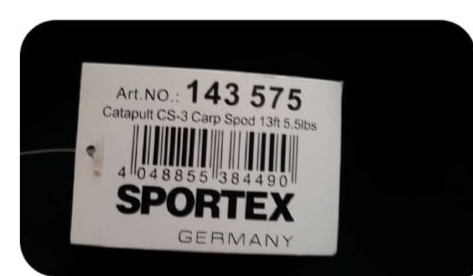 Art.NO.: 143 575
Catapult CS-3 Carp Spod 13ft 5.5lbs
4 048855 384490
SPORTEX
GERMANY